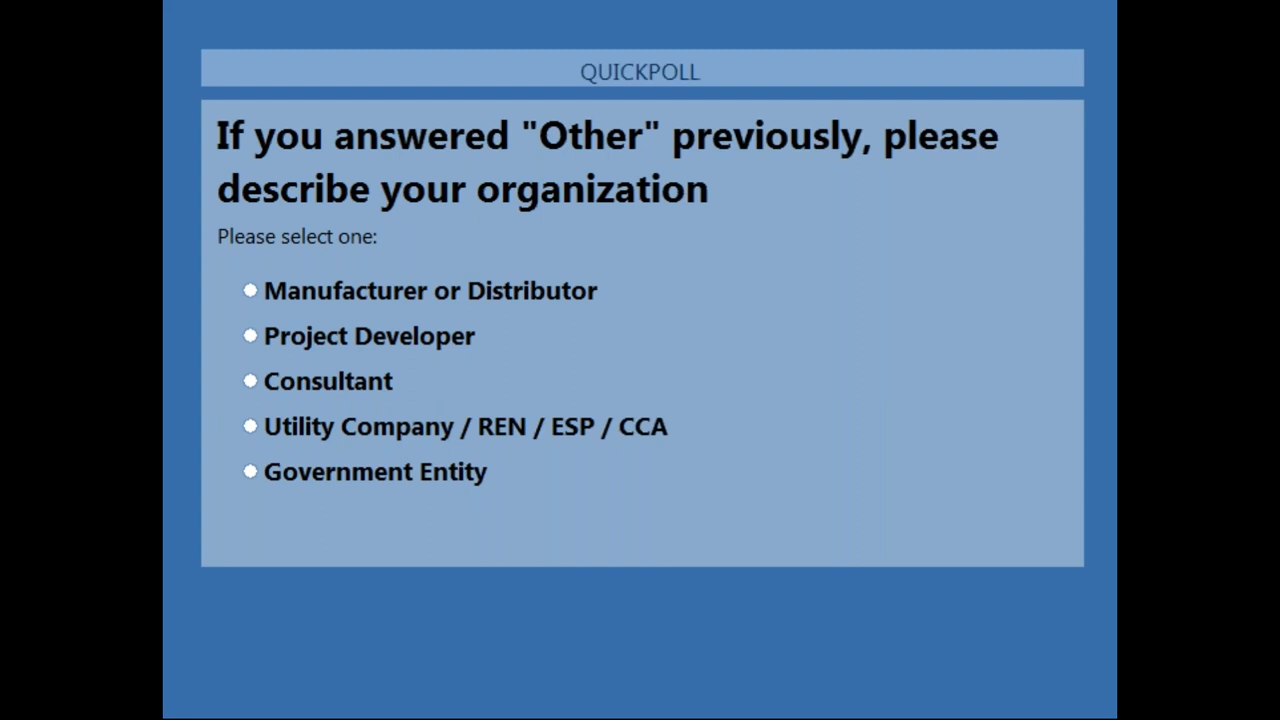 QUICKPOLL
If you answered "Other" previously, please
describe your organization
Please select one:
Manufacturer or Distributor
Project Developer
Consultant
Utility Company / REN / ESP / CCA
Government Entity